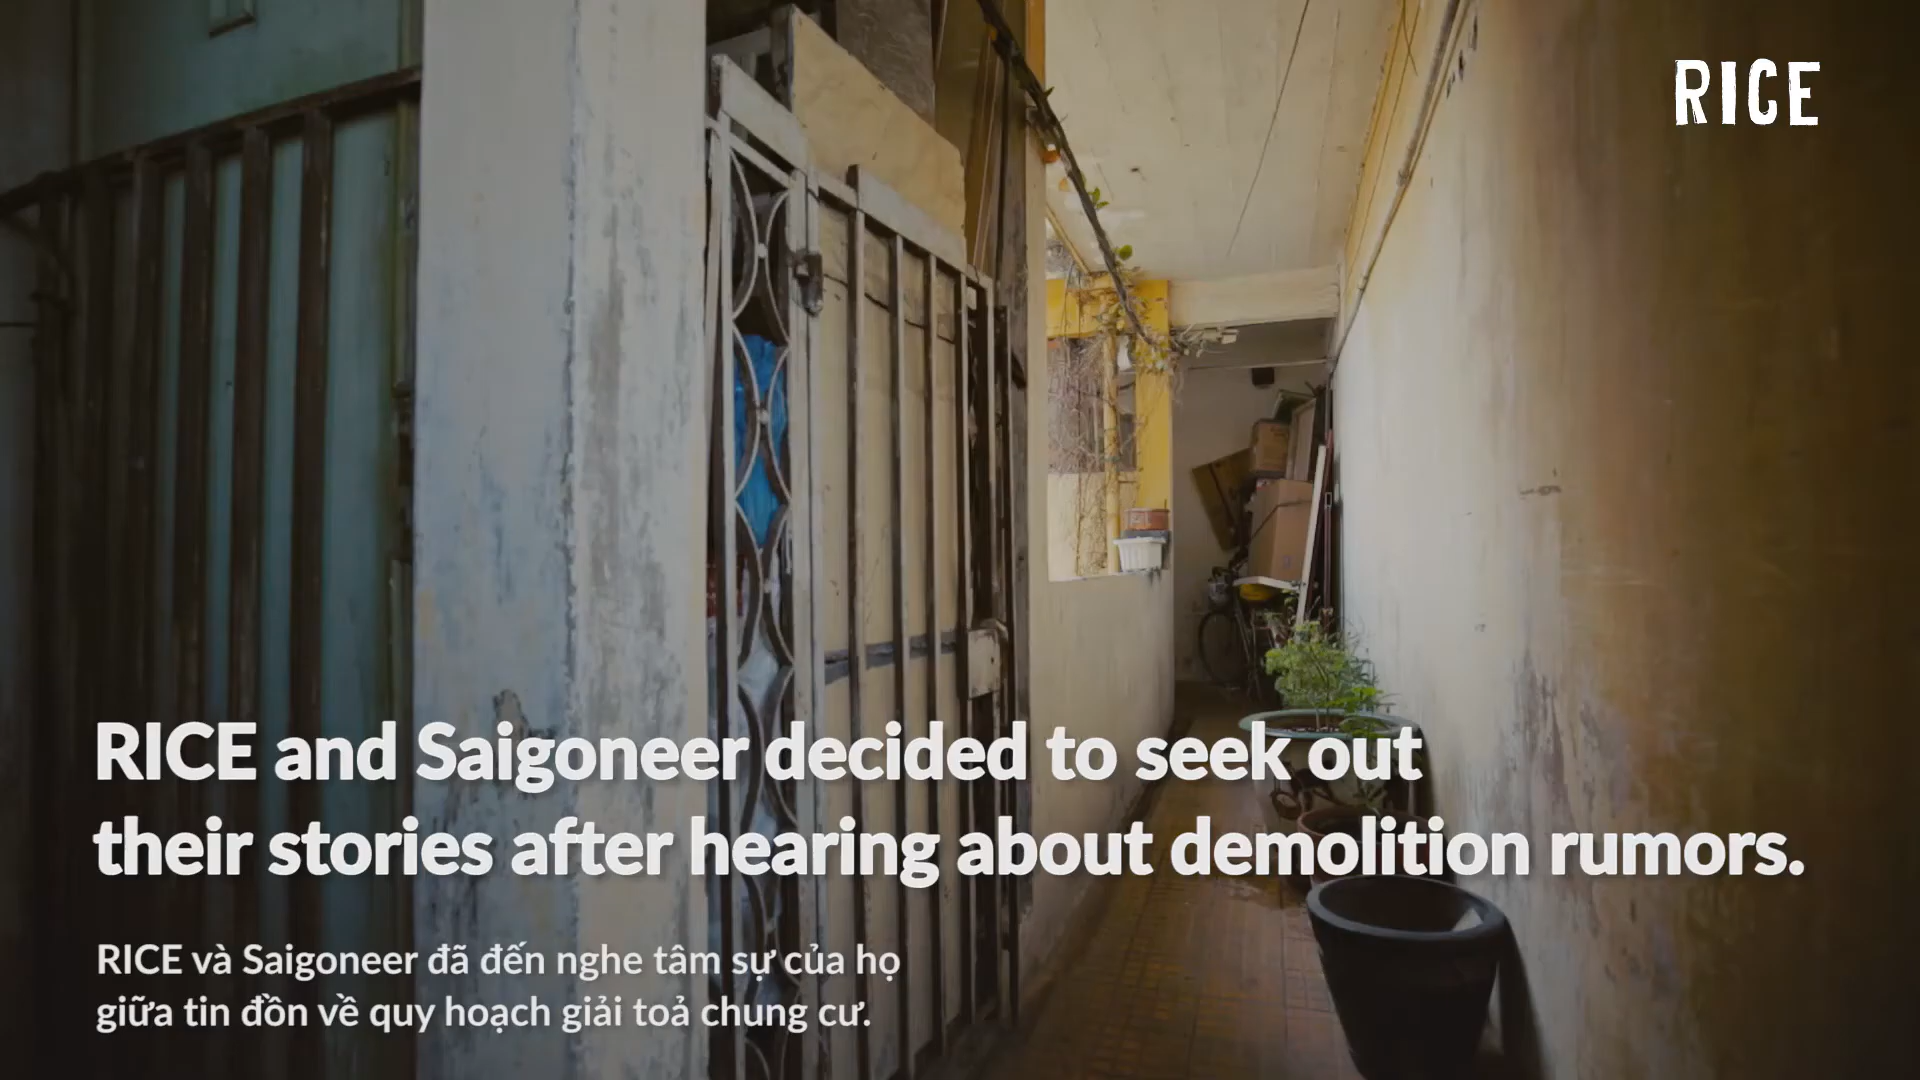 RICE
RICE and Saigoneer decided to seek out
their stories after hearing about demolition rumors.
RICE và Saigoneer đã đến nghe tâm sự của họ
giữa tin đồn về quy hoạch giải toả chung cư.